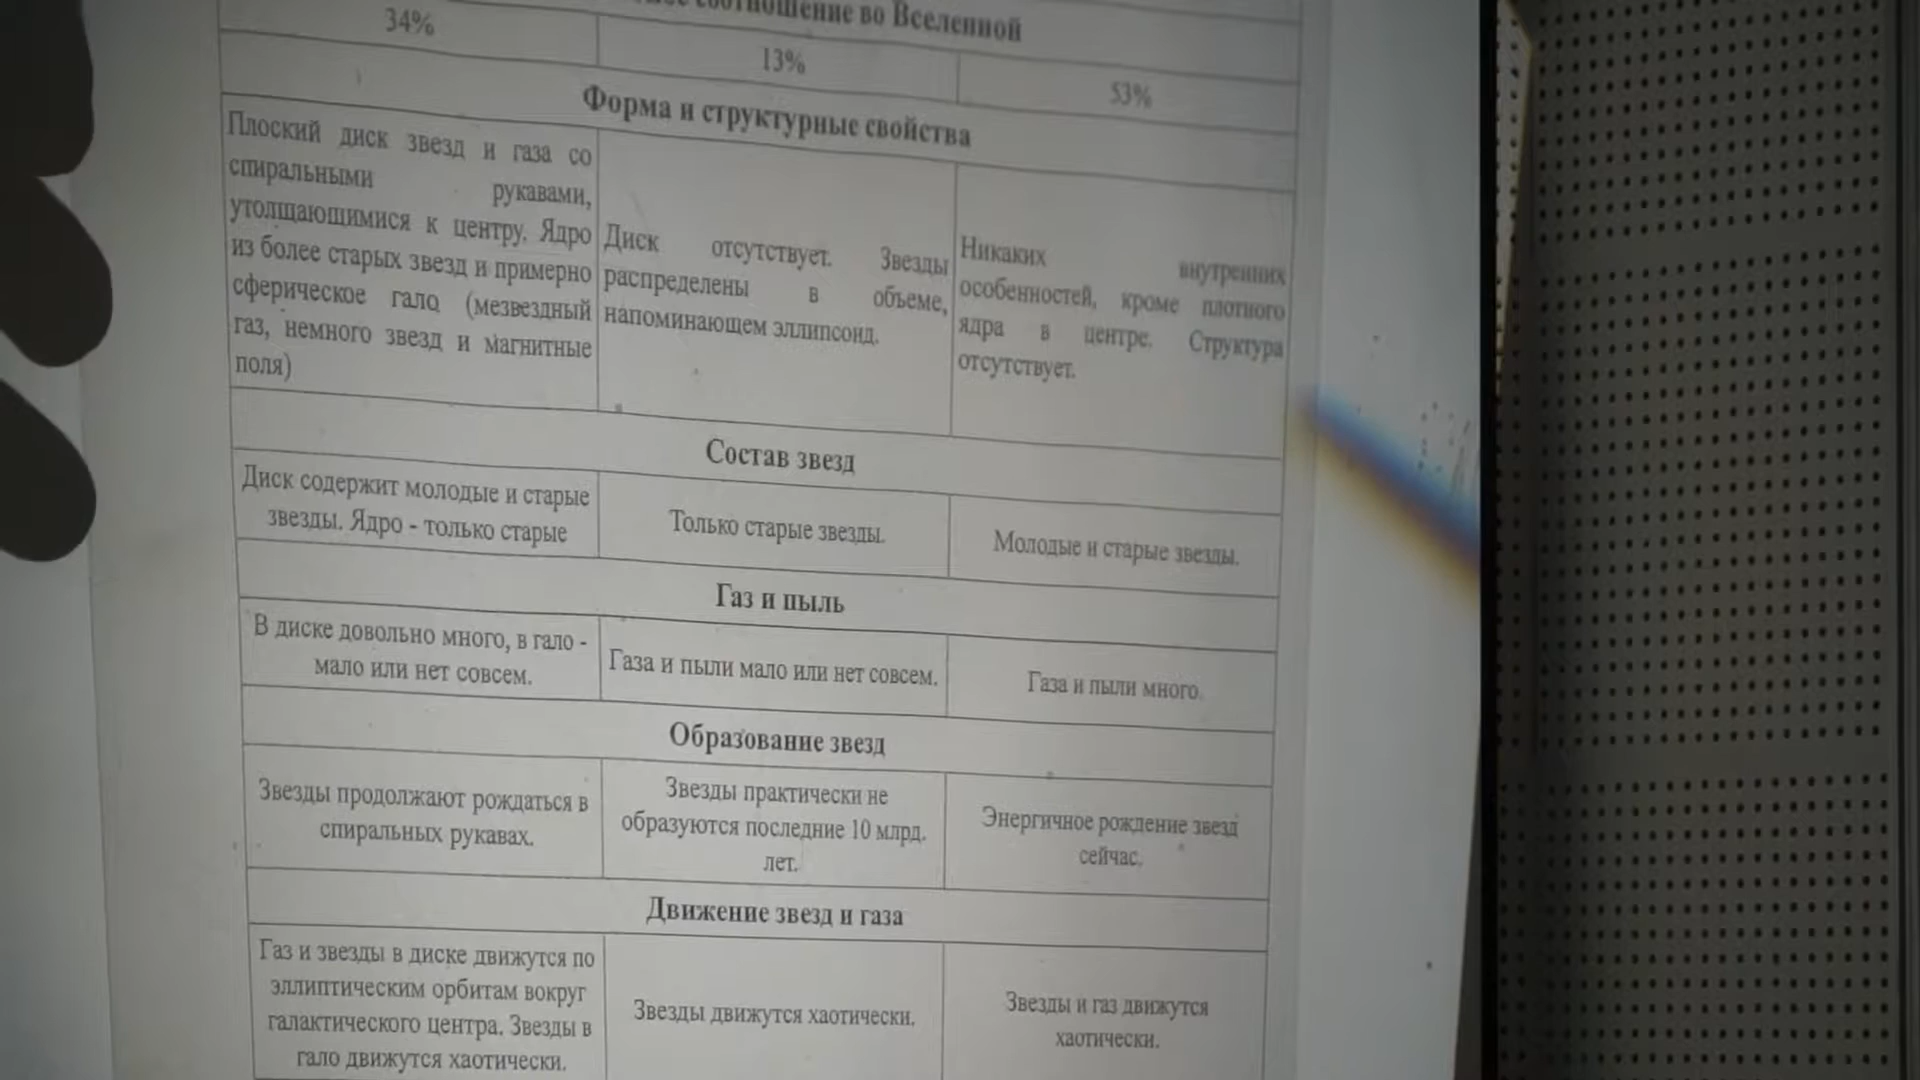 соотношение во Вселенной
34%
13%
53%
Форма и структурные свойства
Плоский диск звезд и газа со
спиральными рукавами,
утолщающимися к центру. Ядро
из более старых звезд и примерно
сферическое гало (мезвездный
газ, немного звезд и магнитные
поля)
Диск отсутствует. Звезды
распределены в объеме,
напоминающем эллипсоид.
Никаких внутренних
особенностей, кроме плотного
ядра в центре. Структура
отсутствует.
Состав звезд
Диск содержит молодые и старые
звезды. Ядро - только старые
Только старые звезды.
Молодые и старые звезды.
Газ и пыль
В диске довольно много, в гало -
мало или нет совсем.
Газа и пыли мало или нет совсем.
Газа и пыли много.
Образование звезд
Звезды продолжают рождаться в
спиральных рукавах.
Звезды практически не
образуются последние 10 млрд.
лет.
Энергичное рождение звезд
сейчас.
Движение звезд и газа
Газ и звезды в диске движутся по
эллиптическим орбитам вокруг
галактического центра. Звезды в
гало движутся хаотически.
Звезды движутся хаотически.
Звезды и газ движутся
хаотически.